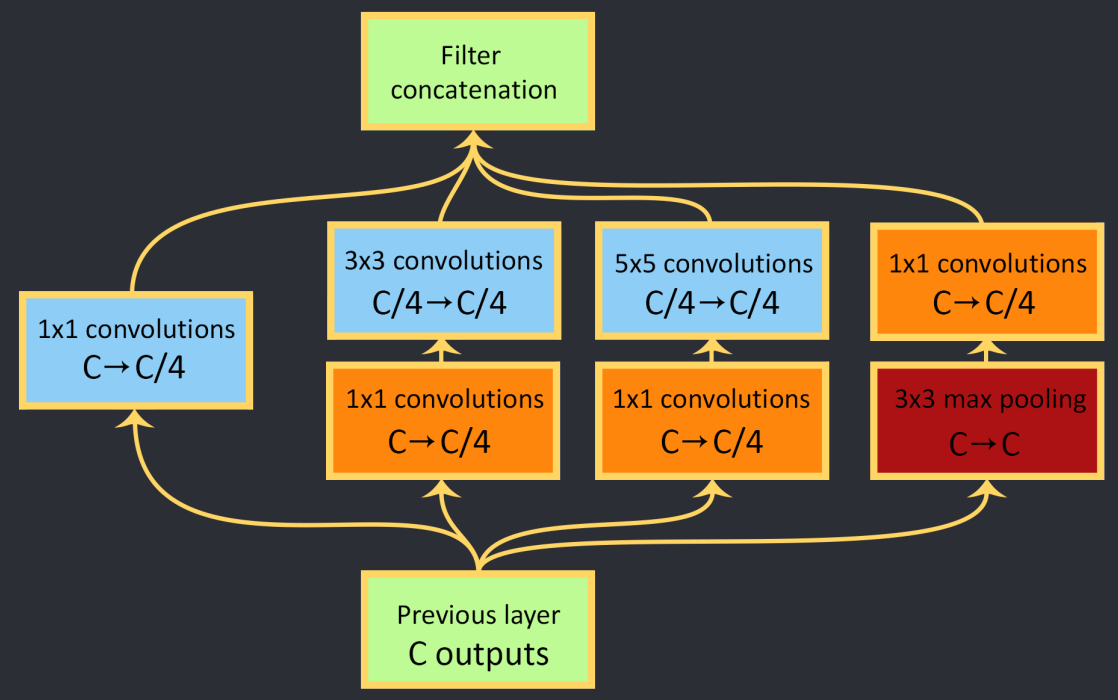 Filter
concatenation
1x1 convolutions
C→C/4
3x3 convolutions
C/4→C/4
5x5 convolutions
C/4→C/4
1x1 convolutions
C→C/4
1x1 convolutions
C→C/4
1x1 convolutions
C→C/4
3x3 max pooling
C→C
Previous layer
C outputs